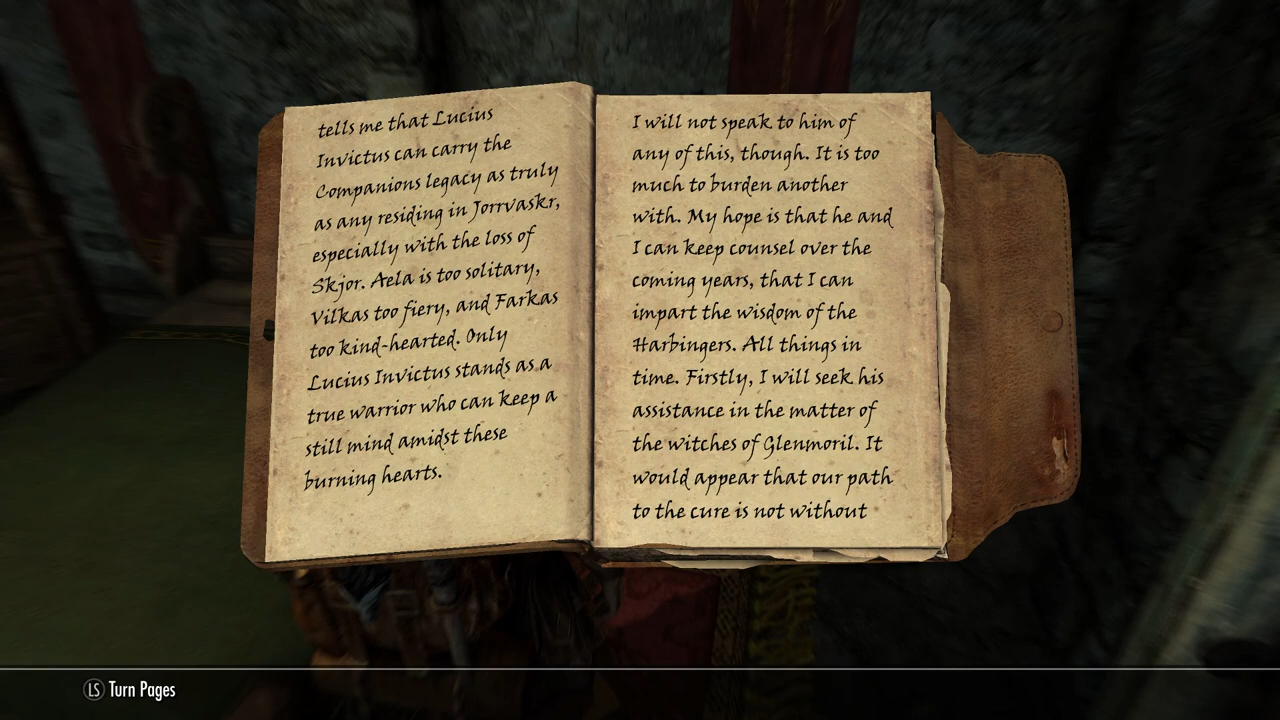 tells me that Lucius
Invictus can carry the
Companions legacy as truly
as any residing in Jorrvaskr,
especially with the loss of
Skjor. Aela is too solitary,
Vilkas too fiery, and Farkas
too kind-hearted. Only
Lucius Invictus stands as a
true warrior who can keep a
still mind amidst these
burning hearts.
I will not speak to him of
any of this, though. It is too
much to burden another
with. My hope is that he and
I can keep counsel over the
coming years, that I can
impart the wisdom of the
Harbingers. All things in
time. Firstly, I will seek his
assistance in the matter of
the witches of Glenmoril. It
would appear that our path
to the cure is not without
LS Turn Pages